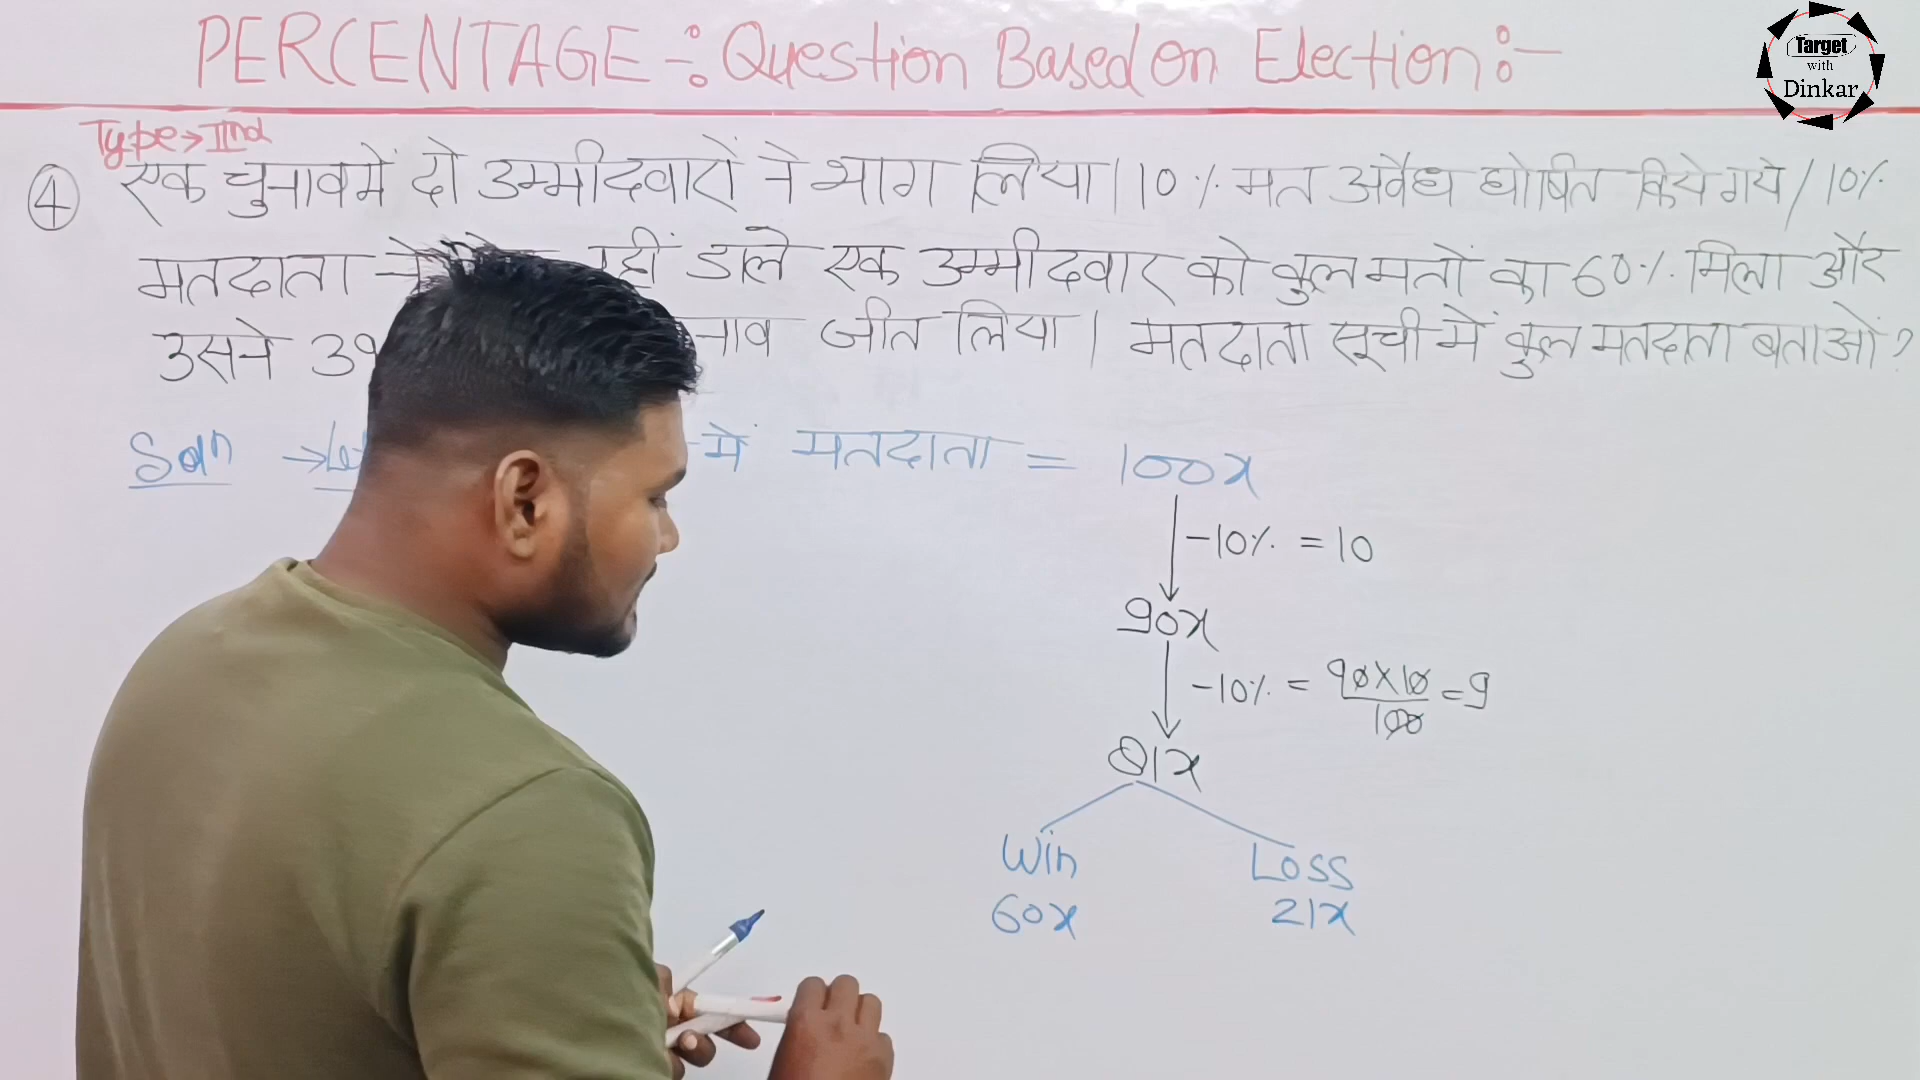 PERCENTAGE -: Question Based on Election :-
Target
with
Dinkar
Type → IInd
④ एक चुनाव में दो उम्मीदवारों ने भाग लिया। 10% मत अवैध घोषित किये गये / 10%
मतदाता ने नहीं डाले एक उम्मीदवार को कुल मतों का 60% मिला और
उसने जीत लिया। मतदाता सूची में कुल मतदाता बताओं?
Soln → Let में मतदाता = 100x
-10% = 10
90x
-10% = 90×10/100 = 9
81x
Win Loss
60x 21x